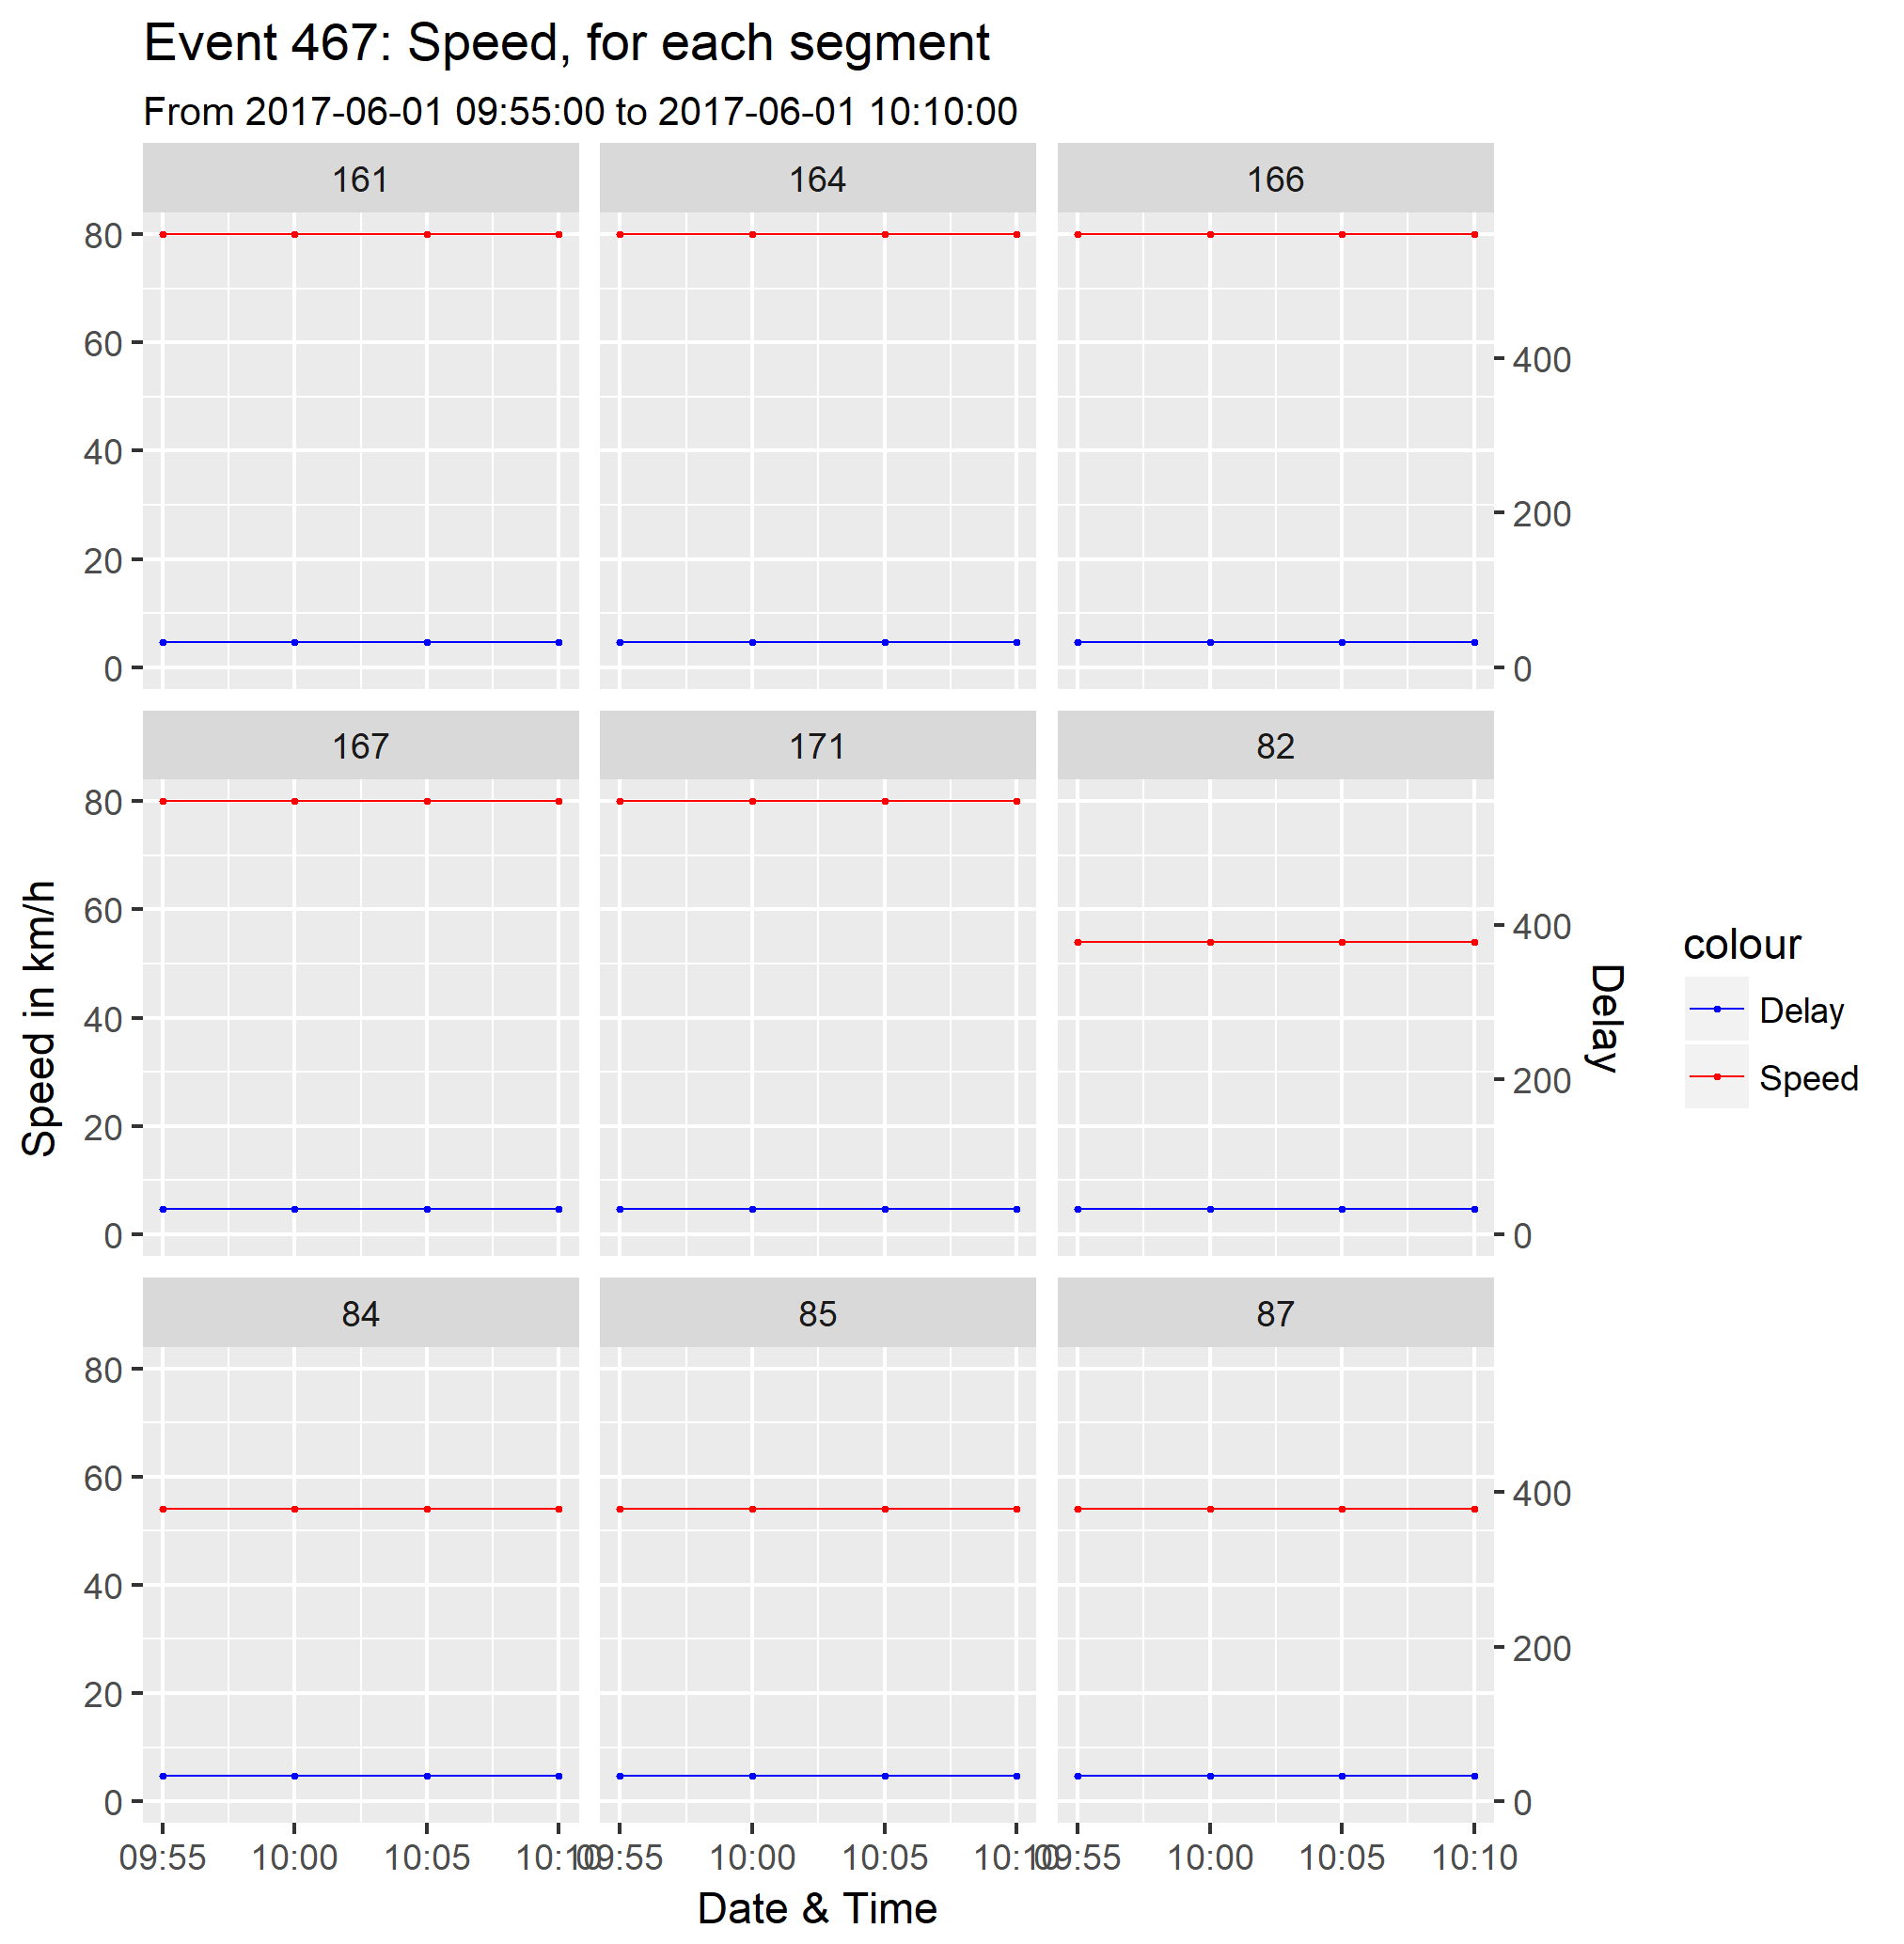 Event 467: Speed, for each segment
From 2017-06-01 09:55:00 to 2017-06-01 10:10:00
161 164 166
80
60
40
20
0
400
200
0
167 171 82
80
60
40
20
0
400
200
0
84 85 87
80
60
40
20
0
400
200
0
09:55 10:00 10:05 10:10 09:55 10:00 10:05 10:10 09:55 10:00 10:05 10:10
Date & Time
Speed in km/h
Delay
colour
Delay
Speed